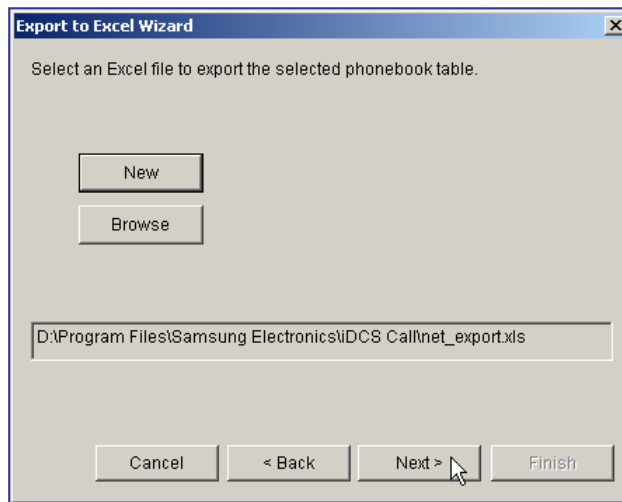 Export to Excel Wizard
Select an Excel file to export the selected phonebook table.
New
Browse
D:\Program Files\Samsung Electronics\iDCS Call\net_export.xls
Cancel < Back Next > Finish